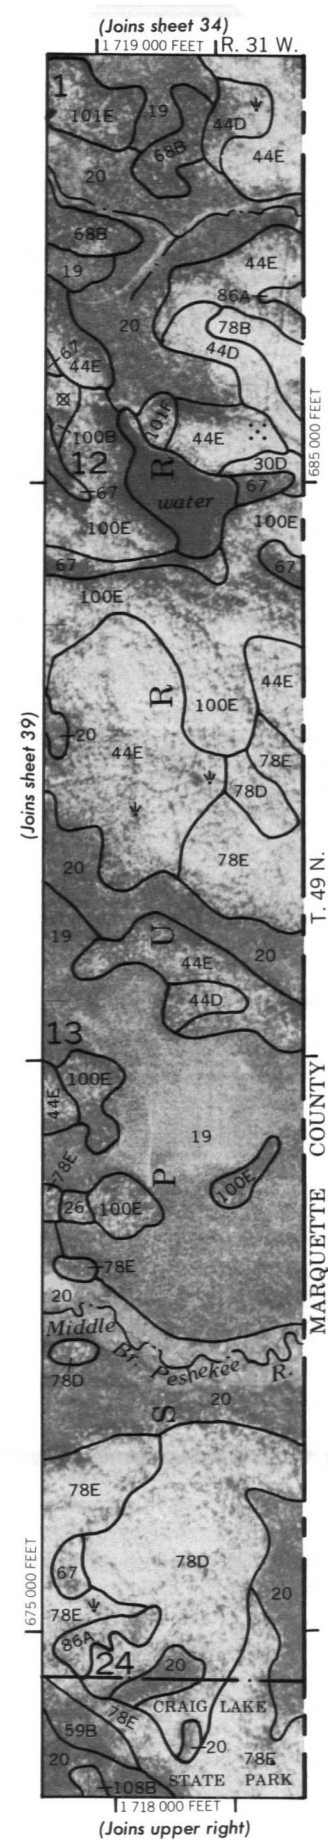 (Joins sheet 34)
1 719 000 FEET R. 31 W.
1
101E 19 44D
68B 44E
20
68B
44E
19
86A
20 78B
67 44D
44E
101F
100B 44E
685 000 FEET
12 R 30D
67 67
water
100E 100E
67 67
100E
44E
R 100E
(Joins sheet 39)
20
44E 78E
78D
78E
T. 49 N.
20
U
19 44E 20
44D
13
100E
44E
19
78E
P 100E
26 100E
78E
MARQUETTE COUNTY
20
Middle Br. Peshekee R.
78D
20
S
78E
78D
67 20
675 000 FEET
78E
86A
24 20
CRAIG LAKE
78E
59B
20 20 78E
108B STATE PARK
1 718 000 FEET
(Joins upper right)